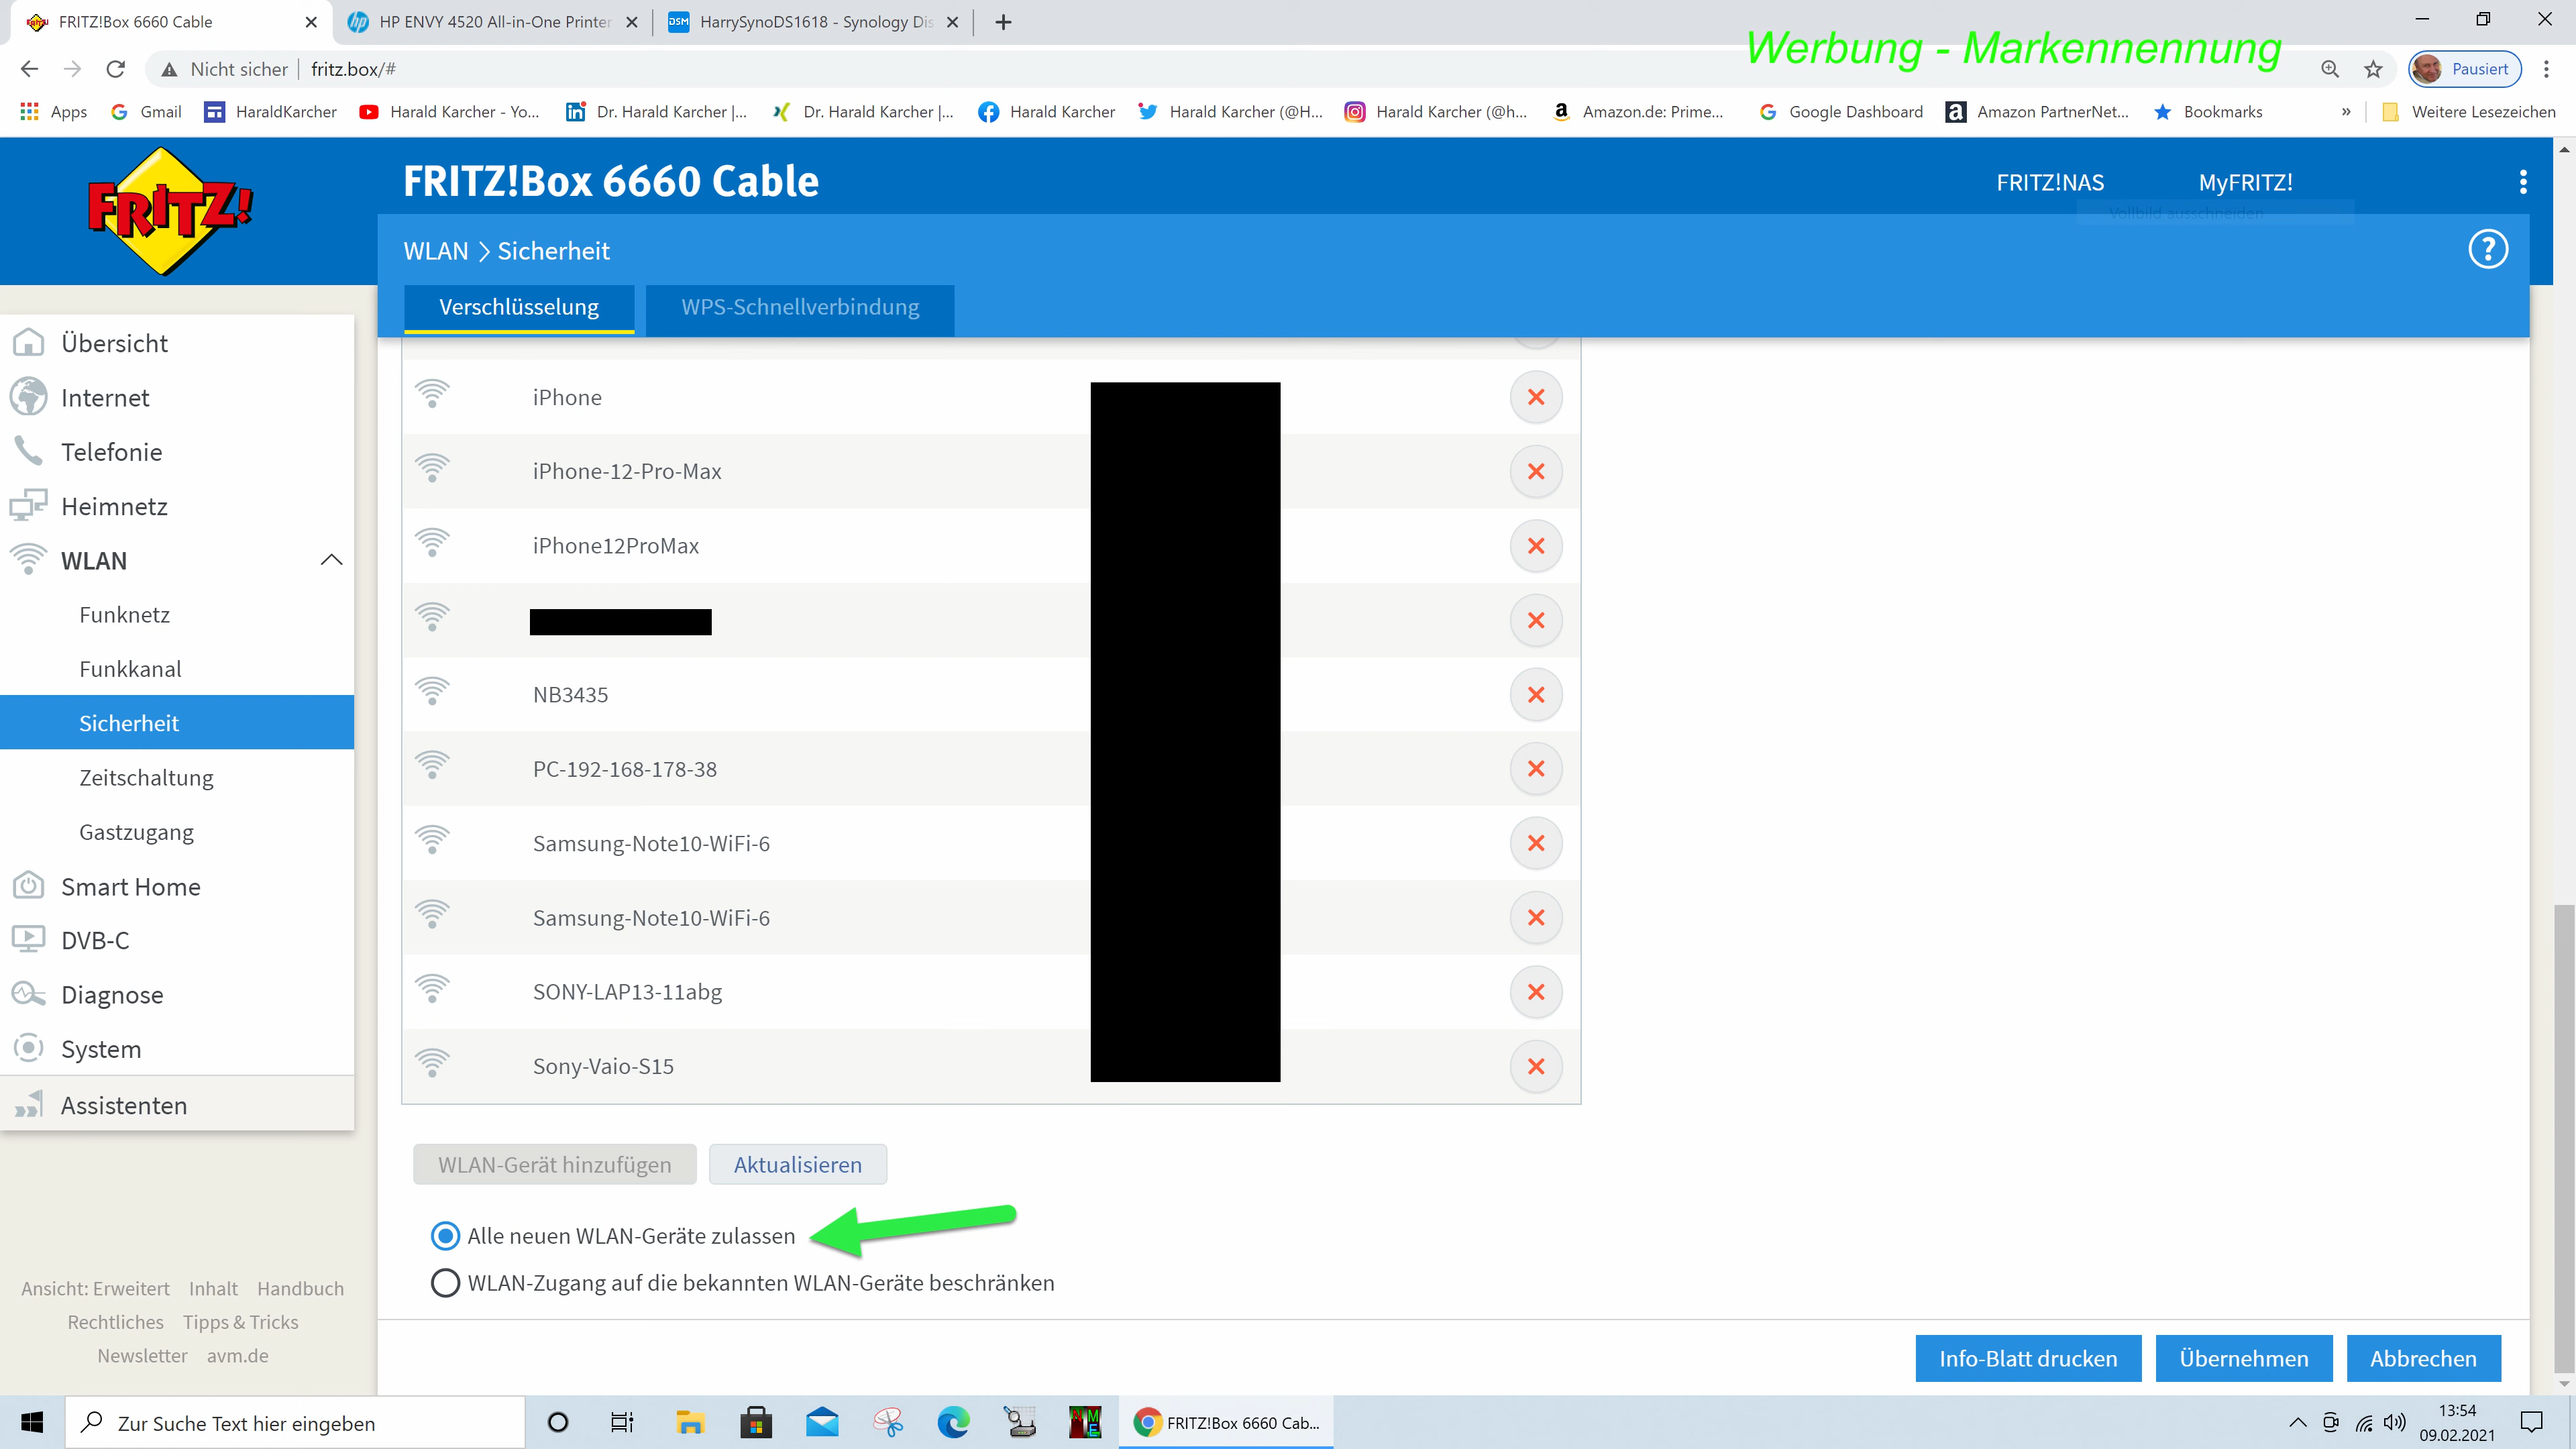 FRITZ!Box 6660 Cable
HP ENVY 4520 All-in-One Printer
HarrySynoDS1618 - Synology Dis
Werbung - Markennennung
Nicht sicher
fritz.box/#
Pausiert
Apps
Gmail
HaraldKarcher
Harald Karcher - Yo...
Dr. Harald Karcher |...
Dr. Harald Karcher |...
Harald Karcher
Harald Karcher (@H...
Harald Karcher (@h...
Amazon.de: Prime...
Google Dashboard
Amazon PartnerNet...
Bookmarks
»
Weitere Lesezeichen
FRITZ!
FRITZ!Box 6660 Cable
FRITZ!NAS
MyFRITZ!
Vollbild ausschneiden
WLAN > Sicherheit
Verschlüsselung
WPS-Schnellverbindung
Übersicht
Internet
Telefonie
Heimnetz
WLAN
Funknetz
Funkkanal
Sicherheit
Zeitschaltung
Gastzugang
Smart Home
DVB-C
Diagnose
System
Assistenten
iPhone
iPhone-12-Pro-Max
iPhone12ProMax
NB3435
PC-192-168-178-38
Samsung-Note10-WiFi-6
Samsung-Note10-WiFi-6
SONY-LAP13-11abg
Sony-Vaio-S15
WLAN-Gerät hinzufügen
Aktualisieren
Alle neuen WLAN-Geräte zulassen
WLAN-Zugang auf die bekannten WLAN-Geräte beschränken
Ansicht: Erweitert Inhalt Handbuch
Rechtliches Tipps & Tricks
Newsletter avm.de
Info-Blatt drucken
Übernehmen
Abbrechen
Zur Suche Text hier eingeben
FRITZ!Box 6660 Cab...
13:54
09.02.2021